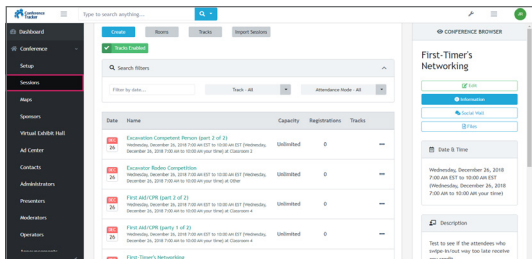 Conference Tracker
Type to search anything...
JB
Dashboard
Conference
Setup
Sessions
Maps
Sponsors
Virtual Exhibit Hall
Ad Center
Contacts
Administrators
Presenters
Moderators
Operators
Announcements
Create
Rooms
Tracks
Import Sessions
Tracks Enabled
Search filters
Filter by date...
Track - All
Attendance Mode - All
Date Name Capacity Registrations Tracks
DEC 26
Excavation Competent Person (part 2 of 2)
Wednesday, December 26, 2018 7:00 AM EST to 10:00 AM EST (Wednesday,
December 26, 2018 7:00 AM to 10:00 AM your time) at Classroom 2
Unlimited 0
DEC 26
Excavator Rodeo Competition
Wednesday, December 26, 2018 7:00 AM EST to 10:00 AM EST (Wednesday,
December 26, 2018 7:00 AM to 10:00 AM your time) at Other
Unlimited 0
DEC 26
First Aid/CPR (part 2 of 2)
Wednesday, December 26, 2018 7:00 AM EST to 10:00 AM EST (Wednesday,
December 26, 2018 7:00 AM to 10:00 AM your time) at Classroom 4
Unlimited 0
DEC 26
First Aid/CPR (party 1 of 2)
Wednesday, December 26, 2018 7:00 AM EST to 10:00 AM EST (Wednesday,
December 26, 2018 7:00 AM to 10:00 AM your time) at Classroom 4
Unlimited 0
DEC
First-Timer's Networking
CONFERENCE BROWSER
First-Timer's
Networking
Edit
Information
Social Wall
Files
Date & Time
Wednesday, December 26, 2018
7:00 AM EST to 10:00 AM EST
(Wednesday, December 26, 2018
7:00 AM to 10:00 AM your time)
Description
Test to see if the attendees who
swipe-in/out way too late receive